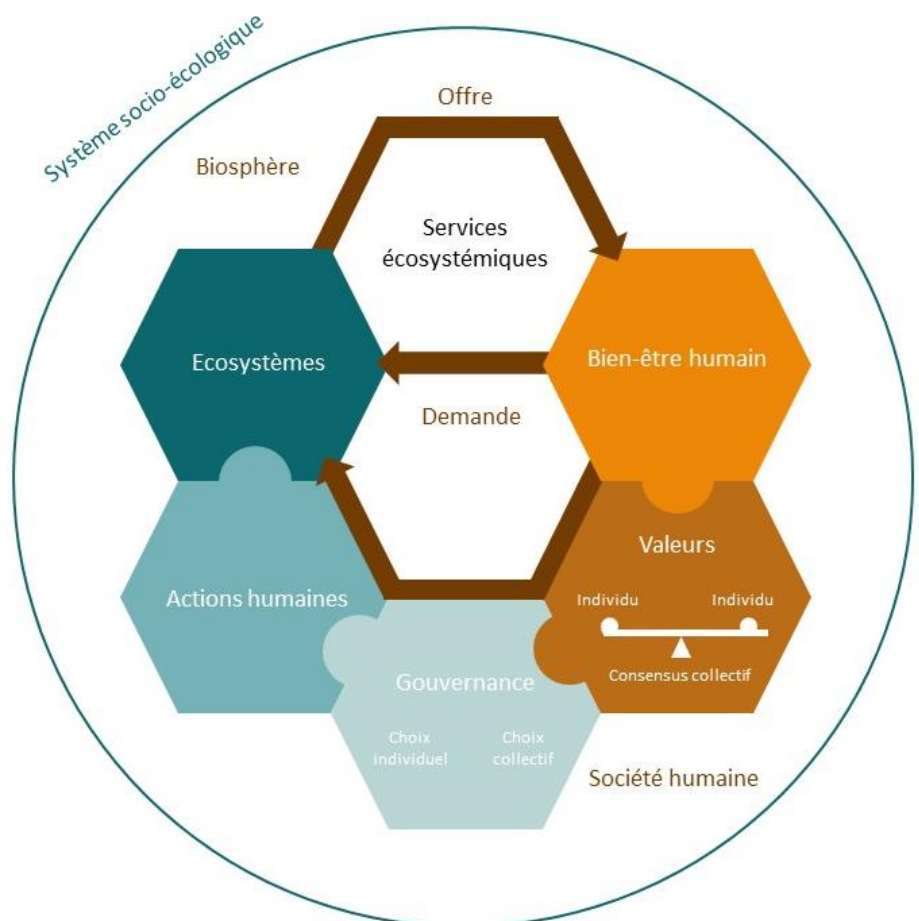 Système socio-écologique
Offre
Biosphère
Services
écosystémiques
Ecosystèmes
Bien-être humain
Demande
Valeurs
Actions humaines
Individu
Individu
Consensus collectif
Gouvernance
Choix
individuel
Choix
collectif
Société humaine